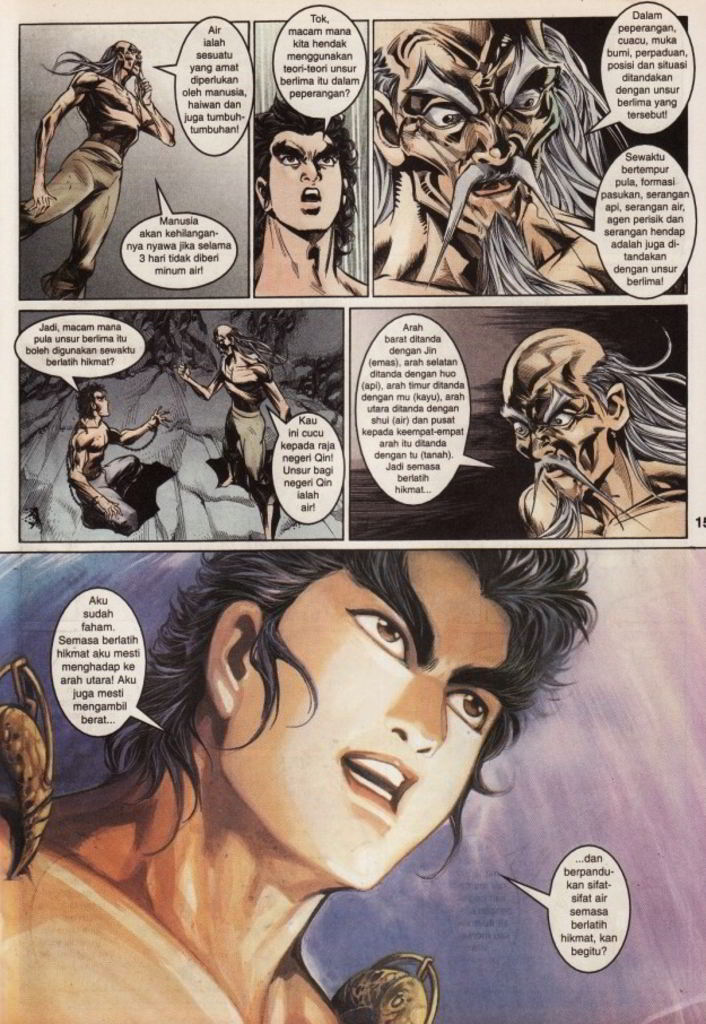 Air
ialah
sesuatu
yang amat
diperlukan
oleh manusia,
haiwan dan
juga tumbuh-
tumbuhan!
Manusia
akan kehilangan-
nya nyawa jika selama
3 hari tidak diberi
minum air!
Tok,
macam mana
kita hendak
menggunakan
teori-teori unsur
berlima itu dalam
peperangan?
Dalam
peperangan,
cuacu, muka
bumi, perpaduan,
posisi dan situasi
ditandakan
dengan unsur
berlima yang
tersebut!
Sewaktu
bertempur
pula, formasi
pasukan, serangan
api, serangan air,
agen perisik dan
serangan hendap
adalah juga di-
tandakan
dengan unsur
berlima!
Jadi, macam mana
pula unsur berlima itu
boleh digunakan sewaktu
berlatih hikmat?
Kau
ini cucu
kepada raja
negeri Qin!
Unsur bagi
negeri Qin
ialah
air!
Arah
barat ditanda
dengan Jin
(emas), arah selatan
ditanda dengan huo
(api), arah timur ditanda
dengan mu (kayu), arah
utara ditanda dengan
shui (air) dan pusat
kepada keempat-empat
arah itu ditanda
dengan tu (tanah).
Jadi semasa
berlatih
hikmat...
15
Aku
sudah
faham.
Semasa berlatih
hikmat aku mesti
menghadap ke
arah utara! Aku
juga mesti
mengambil
berat...
...dan
berpandu-
kan sifat-
sifat air
semasa
berlatih
hikmat, kan
begitu?